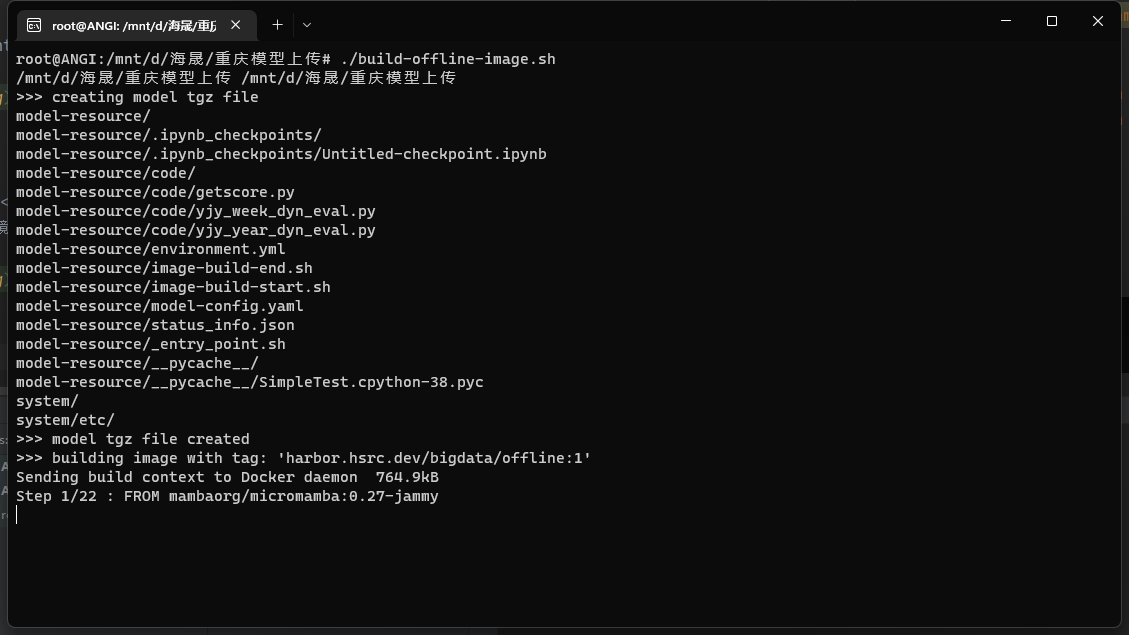 root@ANGI: /mnt/d/海晟/重庆
root@ANGI:/mnt/d/海晟/重庆模型上传# ./build-offline-image.sh
/mnt/d/海晟/重庆模型上传 /mnt/d/海晟/重庆模型上传
>>> creating model tgz file
model-resource/
model-resource/.ipynb_checkpoints/
model-resource/.ipynb_checkpoints/Untitled-checkpoint.ipynb
model-resource/code/
model-resource/code/getscore.py
model-resource/code/yjy_week_dyn_eval.py
model-resource/code/yjy_year_dyn_eval.py
model-resource/environment.yml
model-resource/image-build-end.sh
model-resource/image-build-start.sh
model-resource/model-config.yaml
model-resource/status_info.json
model-resource/_entry_point.sh
model-resource/__pycache__/
model-resource/__pycache__/SimpleTest.cpython-38.pyc
system/
system/etc/
>>> model tgz file created
>>> building image with tag: 'harbor.hsrc.dev/bigdata/offline:1'
Sending build context to Docker daemon  764.9kB
Step 1/22 : FROM mambaorg/micromamba:0.27-jammy